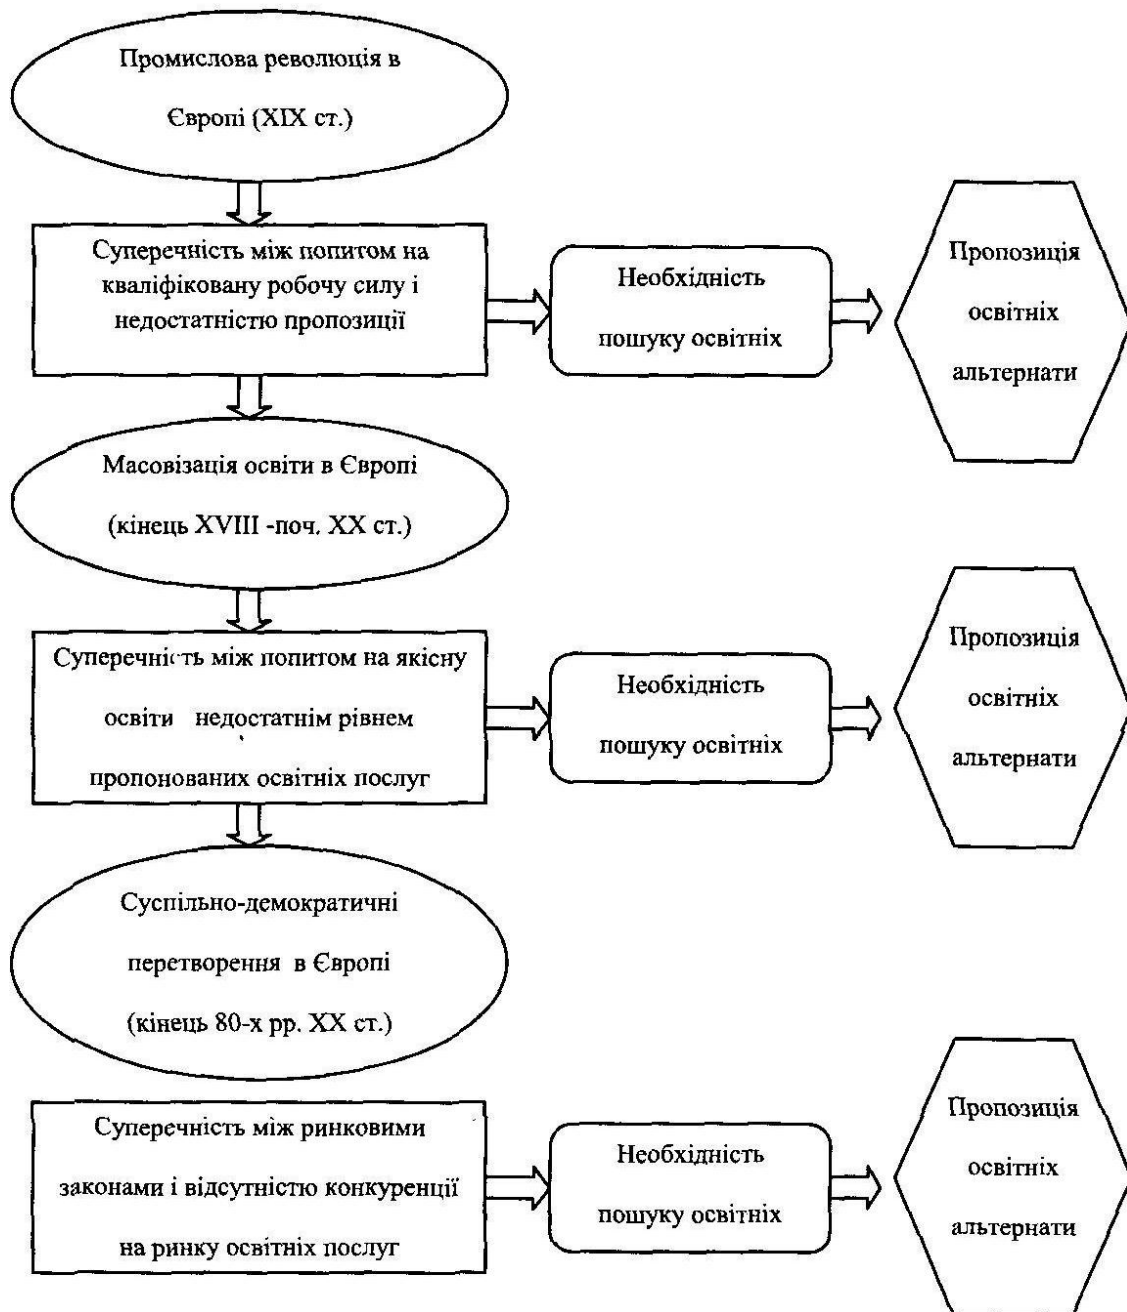 Промислова революція в
Європі (XIX ст.)
Суперечність між попитом на
кваліфіковану робочу силу і
недостатністю пропозиції
Необхідність
пошуку освітніх
Пропозиція
освітніх
альтернати
Масовізація освіти в Європі
(кінець XVIII -поч. XX ст.)
Суперечність між попитом на якісну
освіти недостатнім рівнем
пропонованих освітніх послуг
Необхідність
пошуку освітніх
Пропозиція
освітніх
альтернати
Суспільно-демократичні
перетворення в Європі
(кінець 80-х рр. XX ст.)
Суперечність між ринковими
законами і відсутністю конкуренції
на ринку освітніх послуг
Необхідність
пошуку освітніх
Пропозиція
освітніх
альтернати